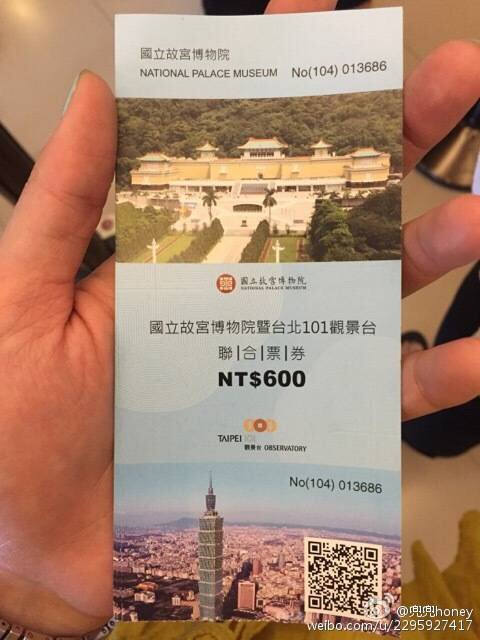 國立故宮博物院
NATIONAL PALACE MUSEUM No(104) 013686
國立故宮博物院
NATIONAL PALACE MUSEUM
國立故宮博物院暨台北101觀景台
聯|合|票|券
NT$600
TAIPEI 101
觀景台 OBSERVATORY
No(104) 013686
@兜兜honey
weibo.com/u/2295927417